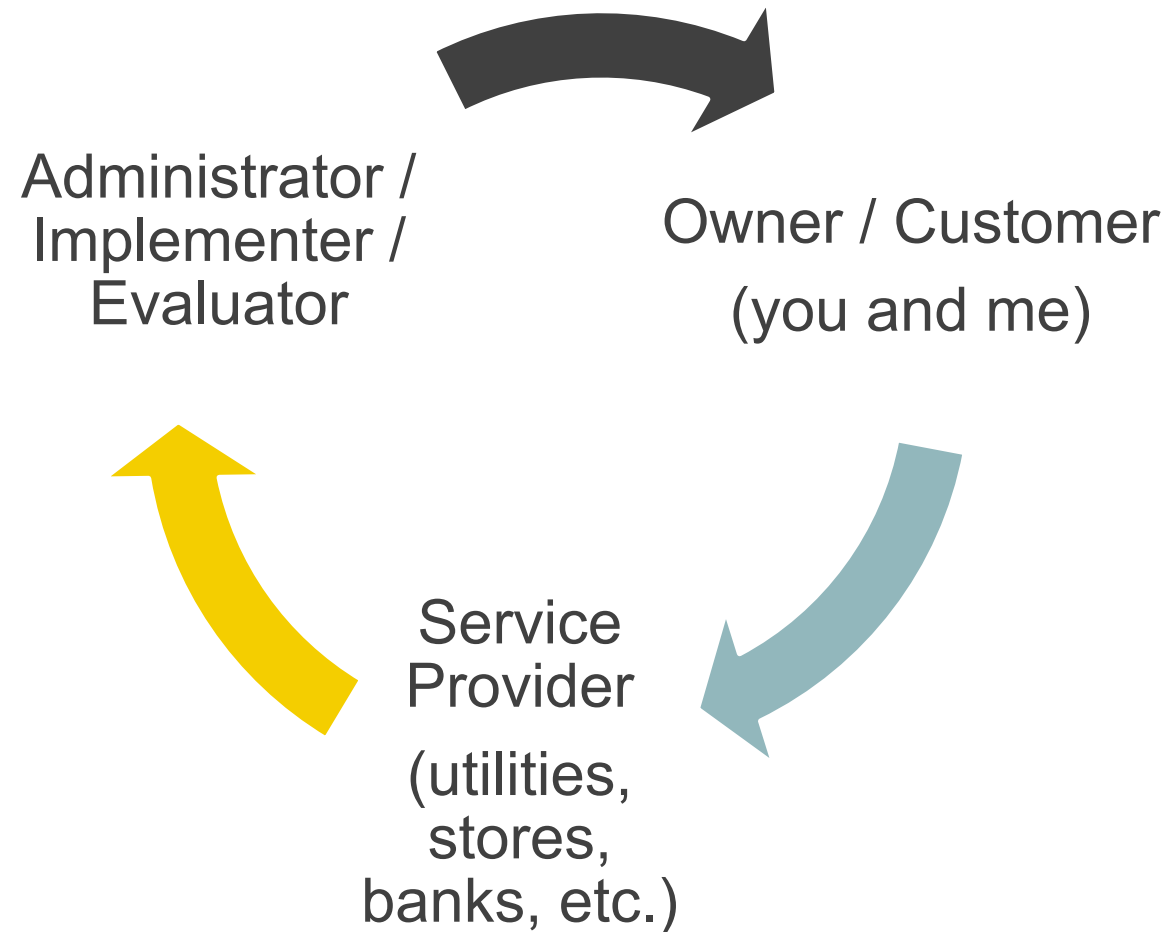 Administrator /
Implementer /
Evaluator
Owner / Customer
(you and me)
Service
Provider
(utilities,
stores,
banks, etc.)